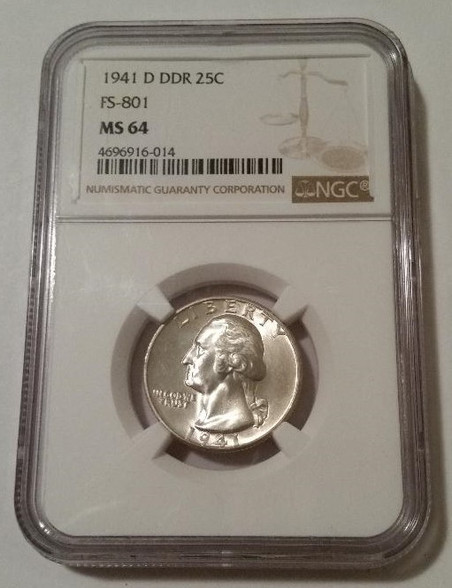 1941 D DDR 25C
FS-801
MS 64
4696916-014
NUMISMATIC GUARANTY CORPORATION
NGC®
LIBERTY
IN GOD WE
TRUST
1941